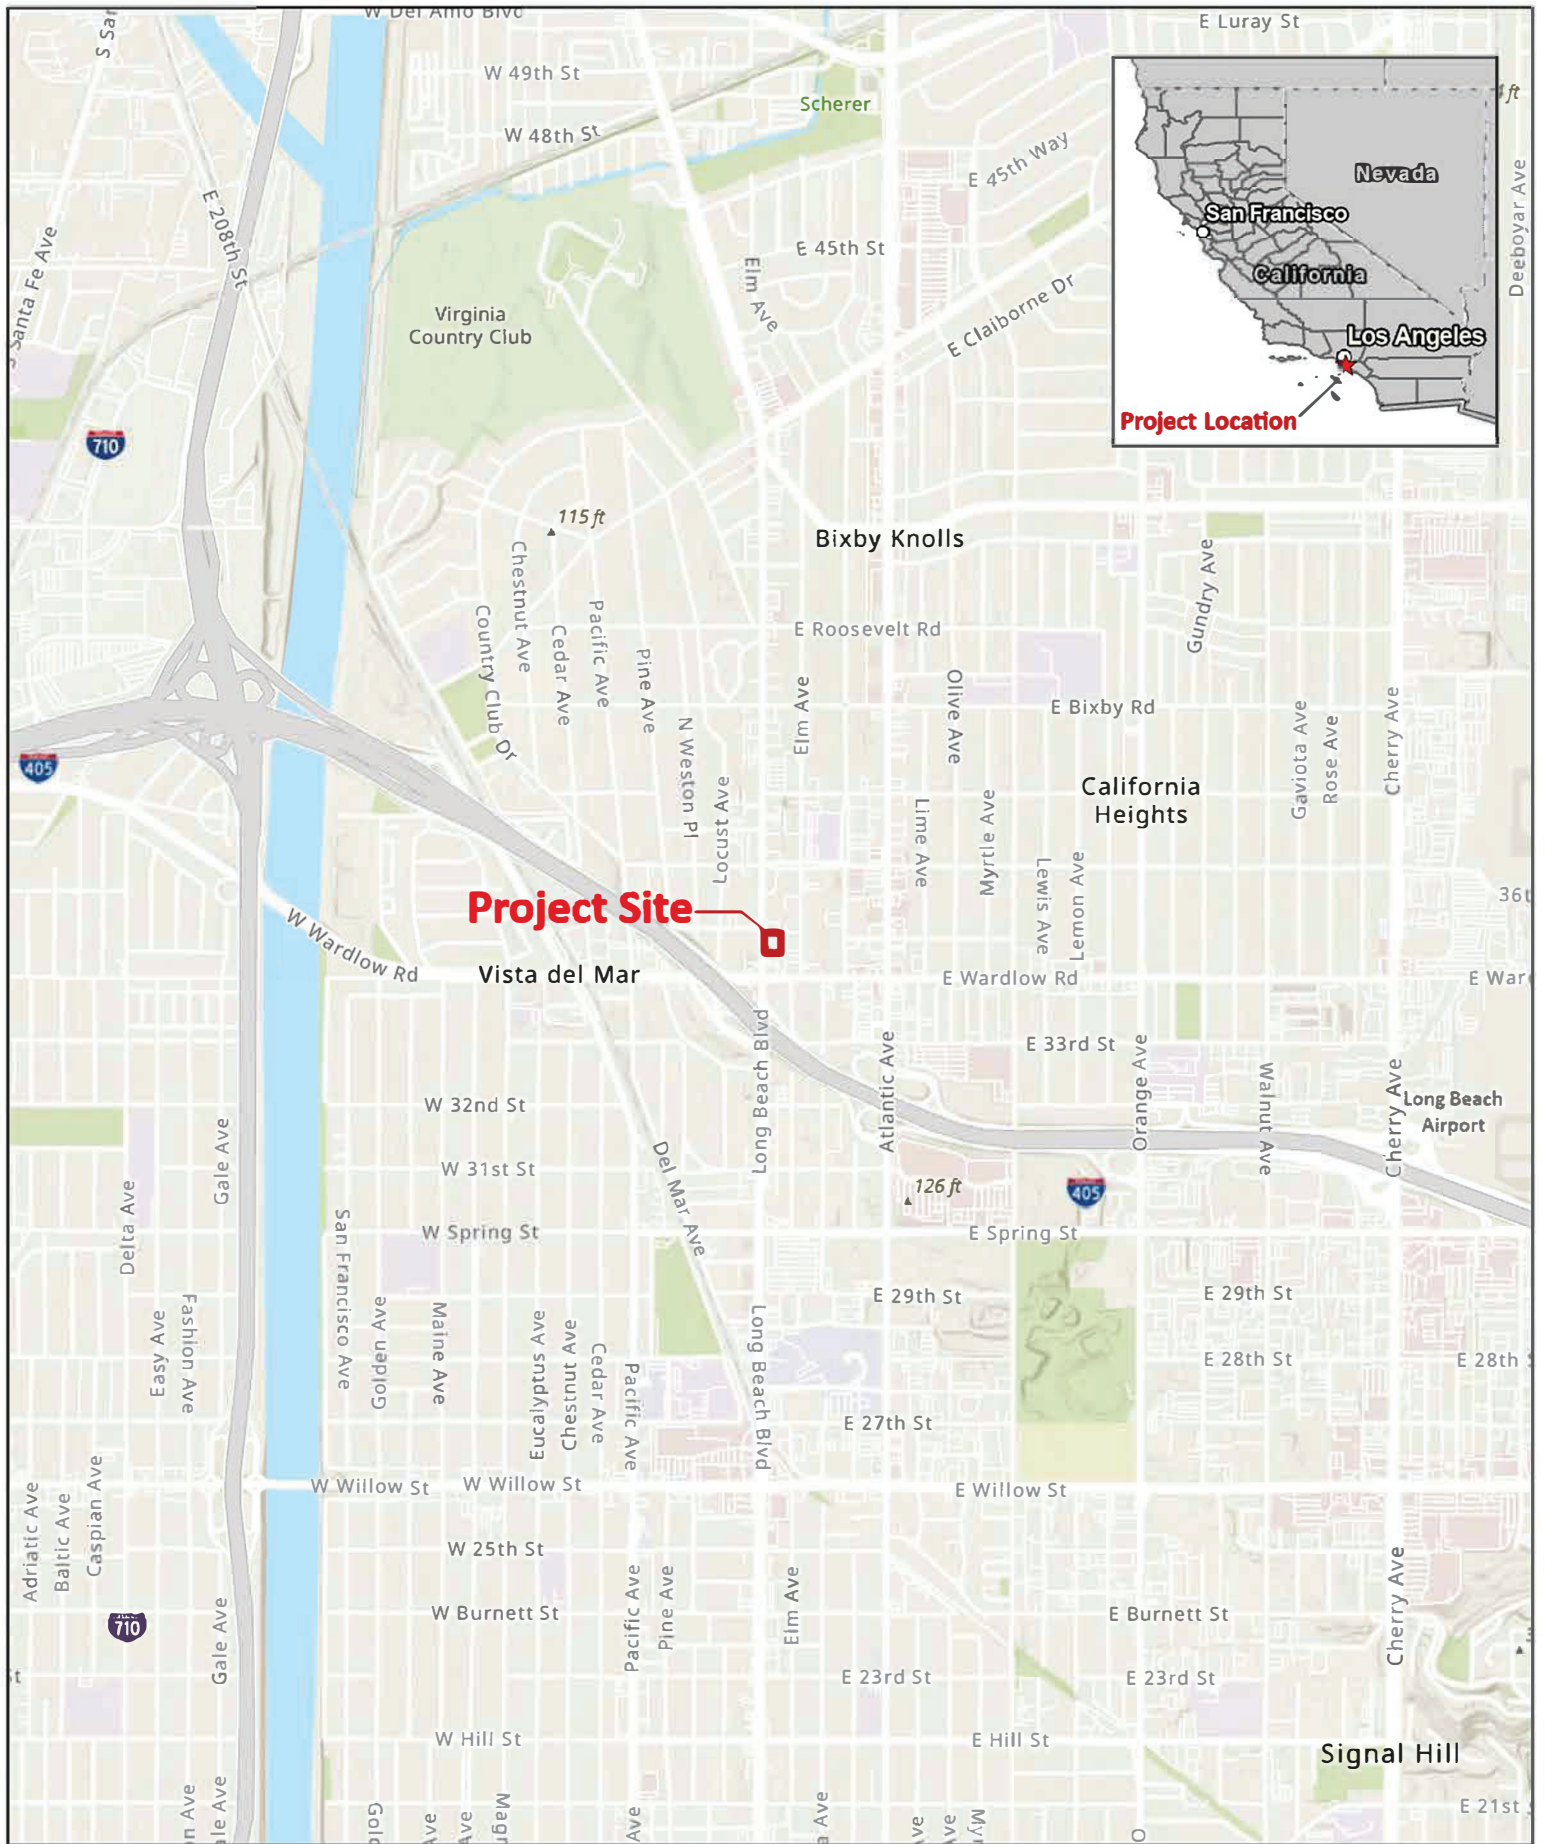 W Del Amo Blvd
E Luray St
W 49th St
Scherer
W 48th St
E 45th Way
Deeboyar Ave
Nevada
San Francisco
California
Los Angeles
Project Location
E 208th St
S Santa Fe Ave
E 45th St
Elm Ave
E Claiborne Dr
Virginia
Country Club
710
115 ft
Bixby Knolls
Chestnut Ave
Country Club Dr
Cedar Ave
Pacific Ave
Pine Ave
N Weston Pl
Locust Ave
E Roosevelt Rd
Gundry Ave
Elm Ave
Olive Ave
E Bixby Rd
Gaviota Ave
Rose Ave
Cherry Ave
405
California
Heights
Lime Ave
Myrtle Ave
Lewis Ave
Lemon Ave
Project Site
W Wardlow Rd
Vista del Mar
E Wardlow Rd
Long Beach Blvd
Atlantic Ave
E 33rd St
Orange Ave
Walnut Ave
Cherry Ave
Long Beach
Airport
W 32nd St
Gale Ave
W 31st St
Del Mar Ave
126 ft
405
Delta Ave
San Francisco Ave
W Spring St
E Spring St
E 29th St
E 29th St
Easy Ave
Fashion Ave
Golden Ave
Maine Ave
Eucalyptus Ave
Chestnut Ave
Cedar Ave
Pacific Ave
Long Beach Blvd
E 28th St
E 28th
E 27th St
W Willow St
W Willow St
E Willow St
Adriatic Ave
Baltic Ave
Caspian Ave
W 25th St
Pacific Ave
Pine Ave
Elm Ave
Cherry Ave
710
Gale Ave
W Burnett St
E Burnett St
E 23rd St
E 23rd St
W Hill St
E Hill St
Signal Hill
E 21st